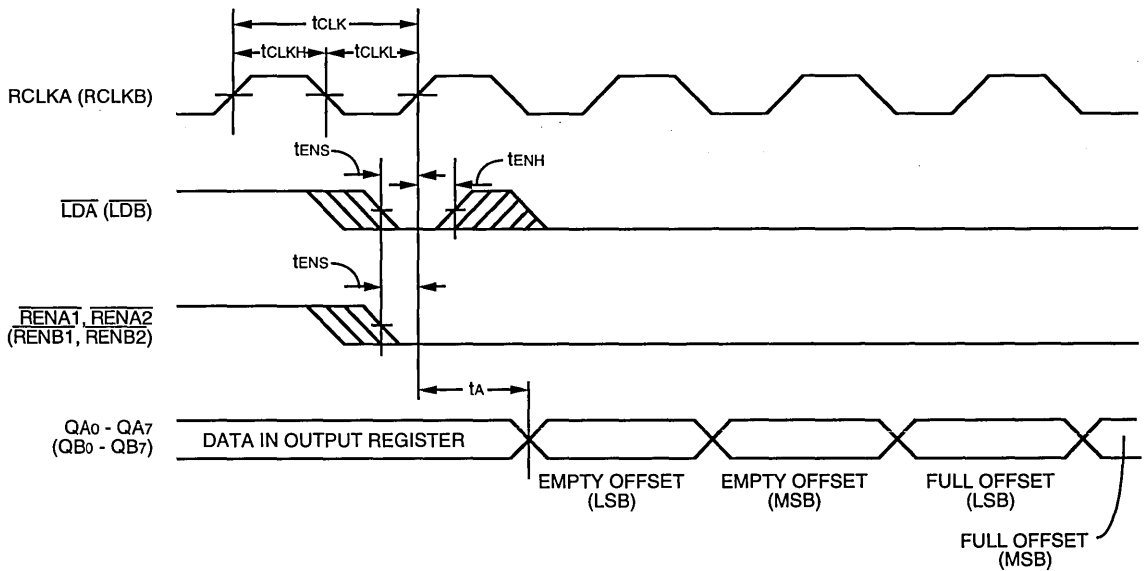 tCLK
tCLKH
tCLKL
RCLKA (RCLKB)
tENS
tENH
LDA (LDB)
tENS
RENA1, RENA2
(RENB1, RENB2)
tA
QA0 - QA7
(QB0 - QB7)
DATA IN OUTPUT REGISTER
EMPTY OFFSET
(LSB)
EMPTY OFFSET
(MSB)
FULL OFFSET
(LSB)
FULL OFFSET
(MSB)